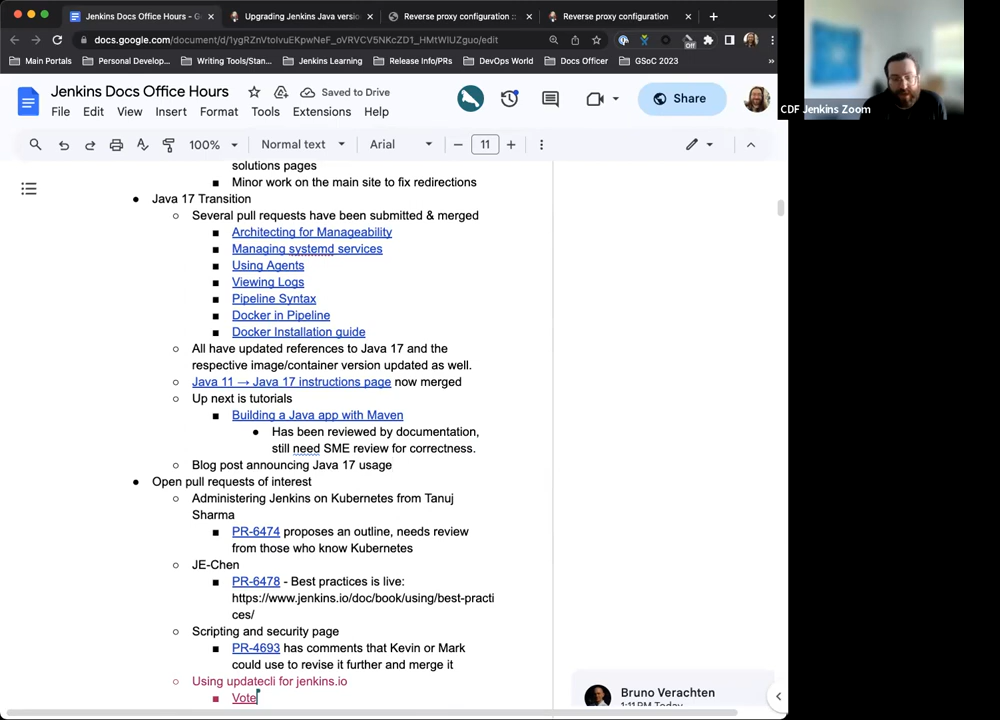 Jenkins Docs Office Hours - G
Upgrading Jenkins Java versio
Reverse proxy configuration ::
Reverse proxy configuration
docs.google.com/document/d/1ygRZnVtoIvuEKpwNeF_oVRVCV5NKcZD1_HMtWIUZguo/edit
Off
Main Portals
Personal Develop...
Writing Tools/Stan...
Jenkins Learning
Release Info/PRs
DevOps World
Docs Officer
GSoC 2023
»
CDF Jenkins Zoom
Jenkins Docs Office Hours
Saved to Drive
File Edit View Insert Format Tools Extensions Help
Share
100% Normal text Arial 11
solutions pages
Minor work on the main site to fix redirections
Java 17 Transition
Several pull requests have been submitted & merged
Architecting for Manageability
Managing systemd services
Using Agents
Viewing Logs
Pipeline Syntax
Docker in Pipeline
Docker Installation guide
All have updated references to Java 17 and the
respective image/container version updated as well.
Java 11 → Java 17 instructions page now merged
Up next is tutorials
Building a Java app with Maven
Has been reviewed by documentation,
still need SME review for correctness.
Blog post announcing Java 17 usage
Open pull requests of interest
Administering Jenkins on Kubernetes from Tanuj
Sharma
PR-6474 proposes an outline, needs review
from those who know Kubernetes
JE-Chen
PR-6478 - Best practices is live:
https://www.jenkins.io/doc/book/using/best-practi
ces/
Scripting and security page
PR-4693 has comments that Kevin or Mark
could use to revise it further and merge it
Using updatecli for jenkins.io
Vote
Bruno Verachten
1:11 PM Today